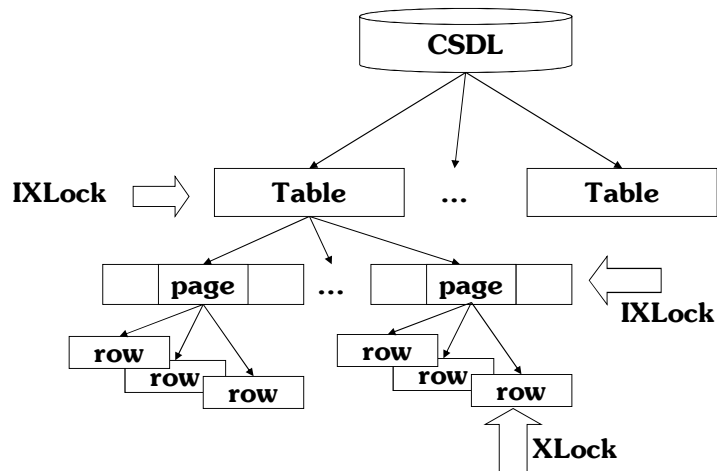 CSDL
IXLock
Table
...
Table
page
...
page
IXLock
row
row
row
row
row
row
XLock